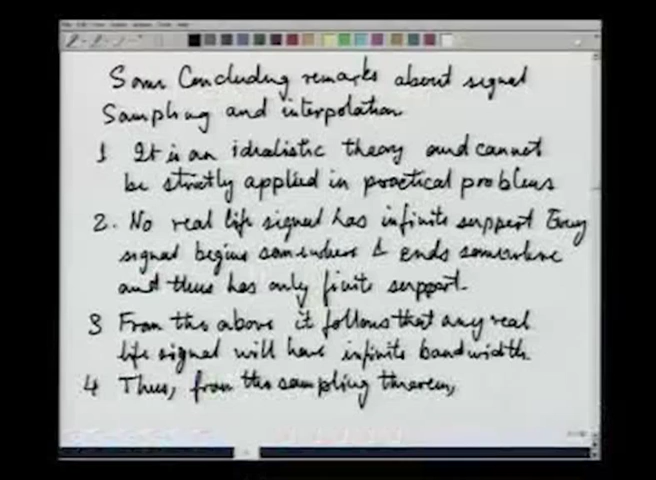 Some Concluding remarks about signal
Sampling and interpolation
1 It is an idealistic theory and cannot
be strictly applied in practical problems
2. No real life signal has infinite support Every
signal begins somewhere & ends somewhere
and thus has only finite support.
3 From the above it follows that any real
life signal will have infinite bandwidth.
4 Thus, from the sampling theorem,